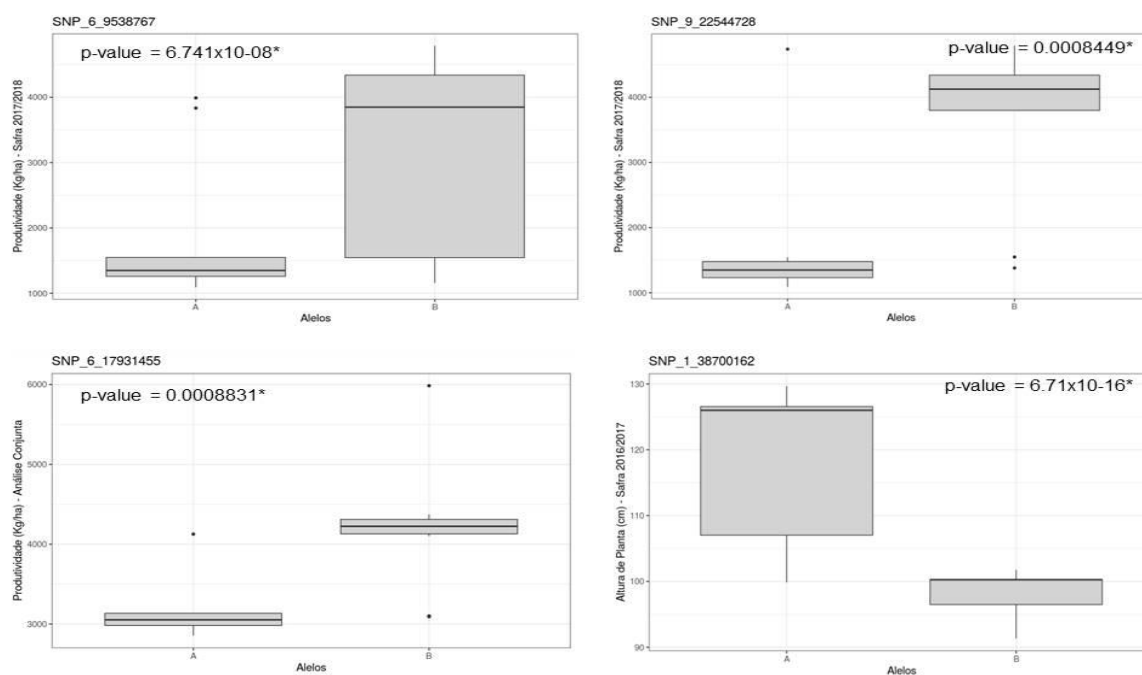 SNP_6_9538767
p-value = 6.741x10-08*
Produtividade (Kg/ha) - Safra 2017/2018
4000
3000
2000
1000
A
B
Alelos
SNP_9_22544728
p-value = 0.0008449*
Produtividade (Kg/ha) - Safra 2017/2018
4000
3000
2000
1000
A
B
Alelos
SNP_6_17931455
p-value = 0.0008831*
Produtividade (Kg/ha) - Análise Conjunta
6000
5000
4000
3000
A
B
Alelos
SNP_1_38700162
p-value = 6.71x10-16*
Altura de Planta (cm) - Safra 2016/2017
130
120
110
100
90
A
B
Alelos